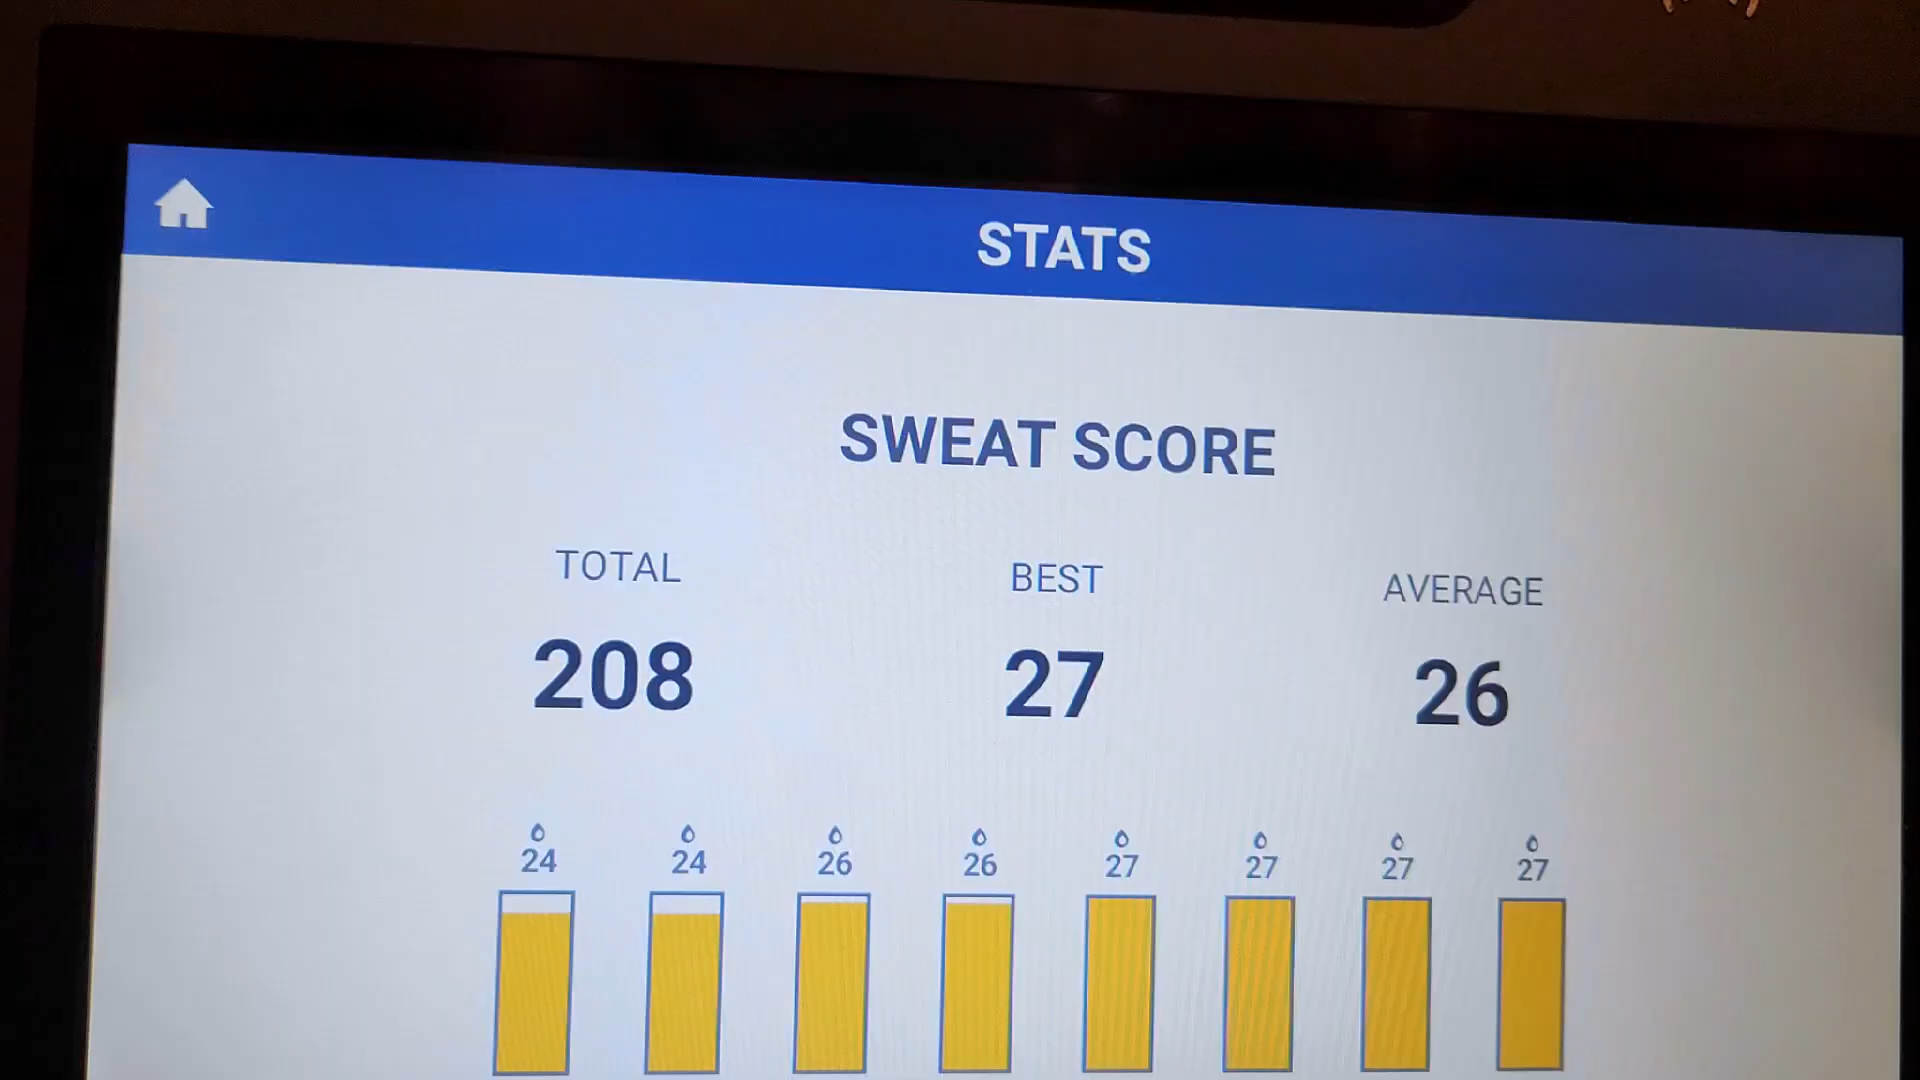 STATS
SWEAT SCORE
TOTAL BEST AVERAGE
208 27 26
24 24 26 26 27 27 27 27